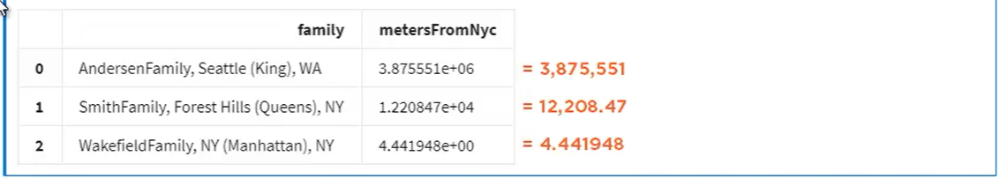 family metersFromNyc
0 AndersenFamily, Seattle (King), WA 3.875551e+06 = 3,875,551
1 SmithFamily, Forest Hills (Queens), NY 1.220847e+04 = 12,208.47
2 WakefieldFamily, NY (Manhattan), NY 4.441948e+00 = 4.441948